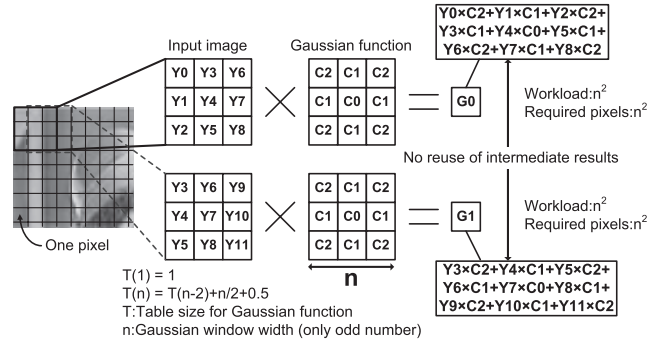 Y0×C2+Y1×C1+Y2×C2+
Y3×C1+Y4×C0+Y5×C1+
Y6×C2+Y7×C1+Y8×C2
Input image
Gaussian function
Y0 Y3 Y6
Y1 Y4 Y7
Y2 Y5 Y8
C2 C1 C2
C1 C0 C1
C2 C1 C2
G0
Workload:n²
Required pixels:n²
No reuse of intermediate results
Y3 Y6 Y9
Y4 Y7 Y10
Y5 Y8 Y11
C2 C1 C2
C1 C0 C1
C2 C1 C2
G1
Workload:n²
Required pixels:n²
One pixel
n
Y3×C2+Y4×C1+Y5×C2+
Y6×C1+Y7×C0+Y8×C1+
Y9×C2+Y10×C1+Y11×C2
T(1) = 1
T(n) = T(n-2)+n/2+0.5
T:Table size for Gaussian function
n:Gaussian window width (only odd number)